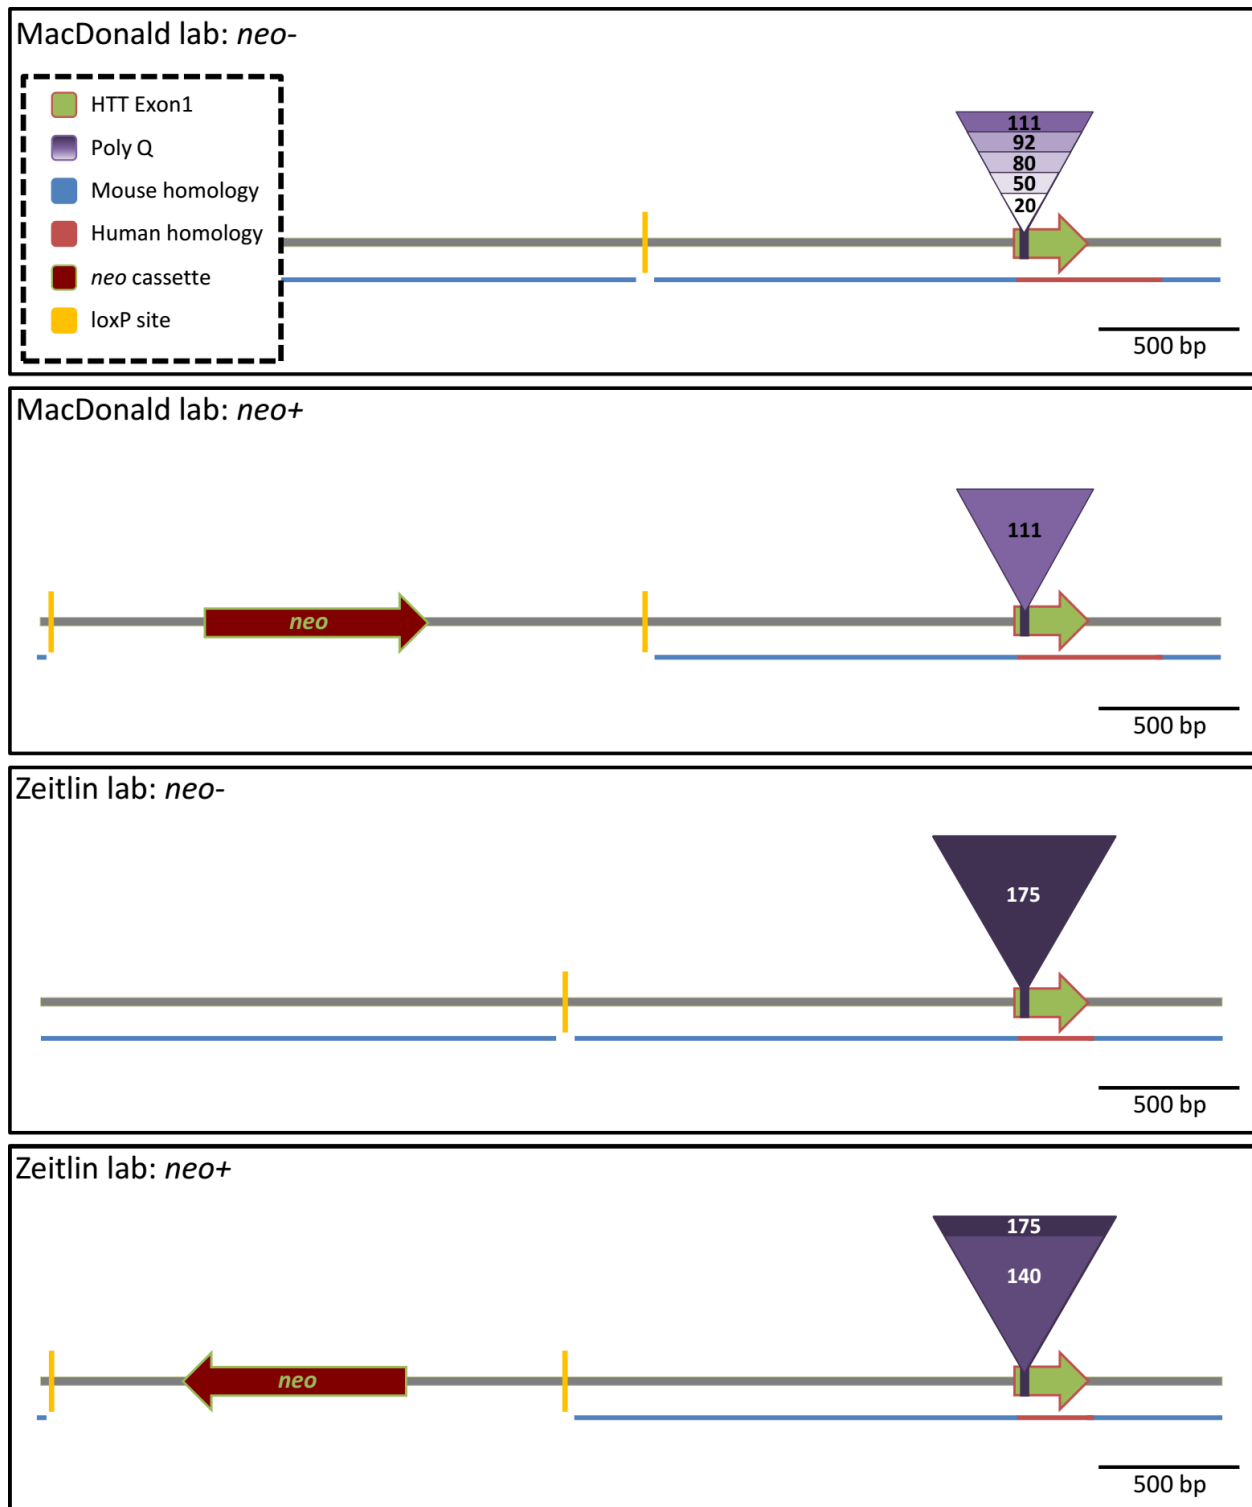 MacDonald lab: neo-
HTT Exon1
Poly Q
Mouse homology
Human homology
neo cassette
loxP site
111
92
80
50
20
500 bp
MacDonald lab: neo+
111
neo
500 bp
Zeitlin lab: neo-
175
500 bp
Zeitlin lab: neo+
175
140
neo
500 bp